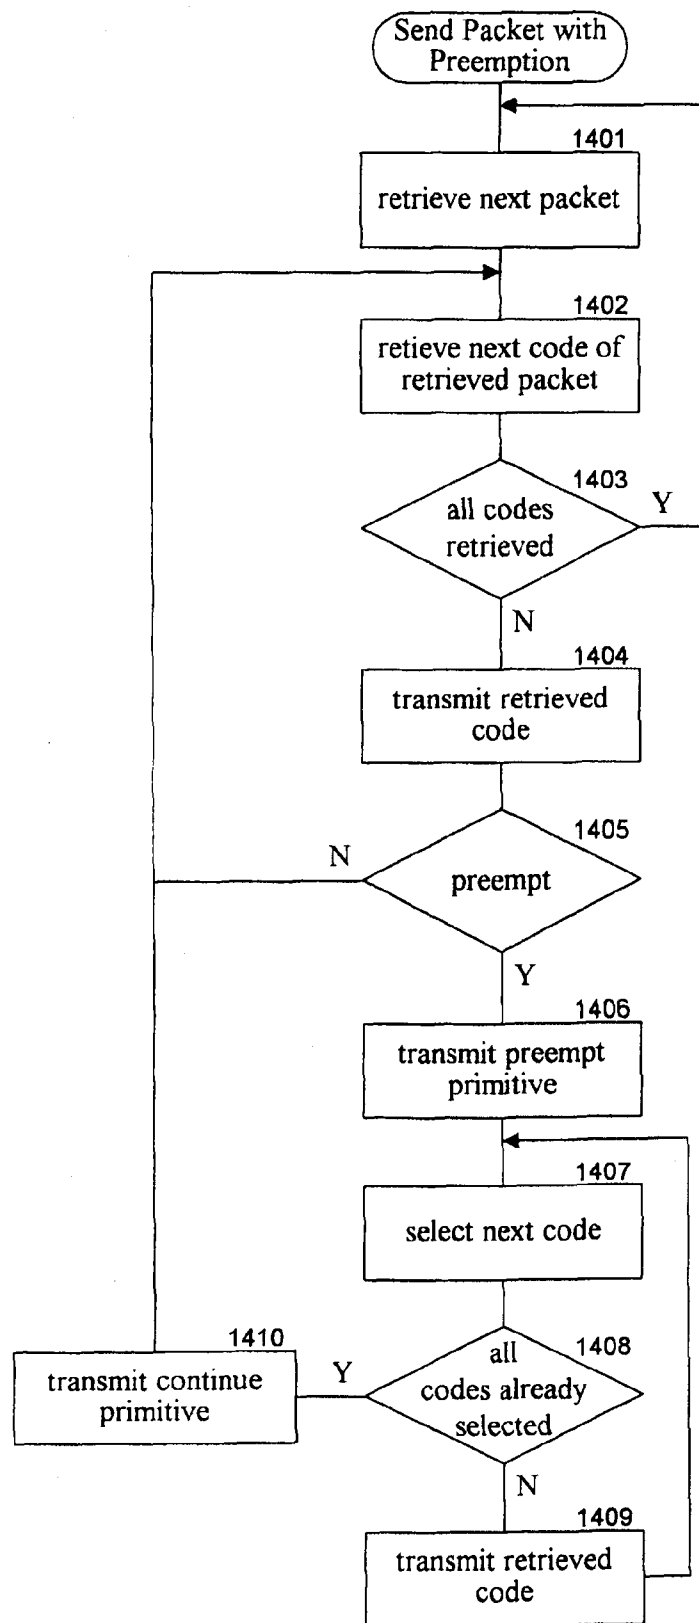 Send Packet with
Preemption
1401
retrieve next packet
1402
retieve next code of
retrieved packet
1403
all codes
retrieved
Y
N
1404
transmit retrieved
code
1405
N
preempt
Y
1406
transmit preempt
primitive
1407
select next code
1410
transmit continue
primitive
Y
1408
all
codes already
selected
N
1409
transmit retrieved
code